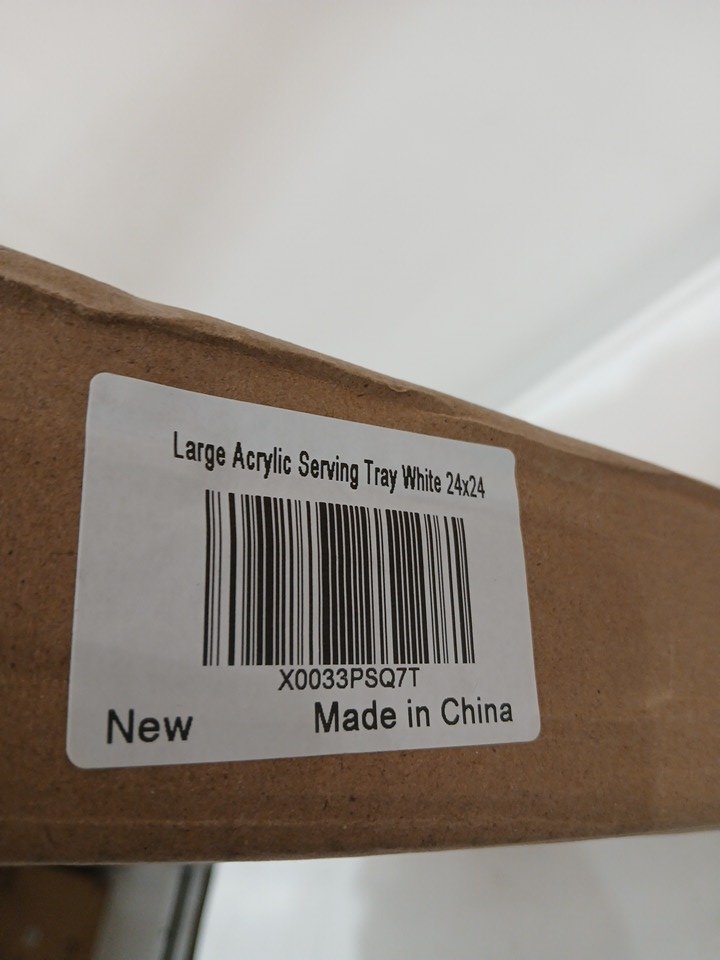 Large Acrylic Serving Tray White 24x24
X0033PSQ7T
New
Made in China